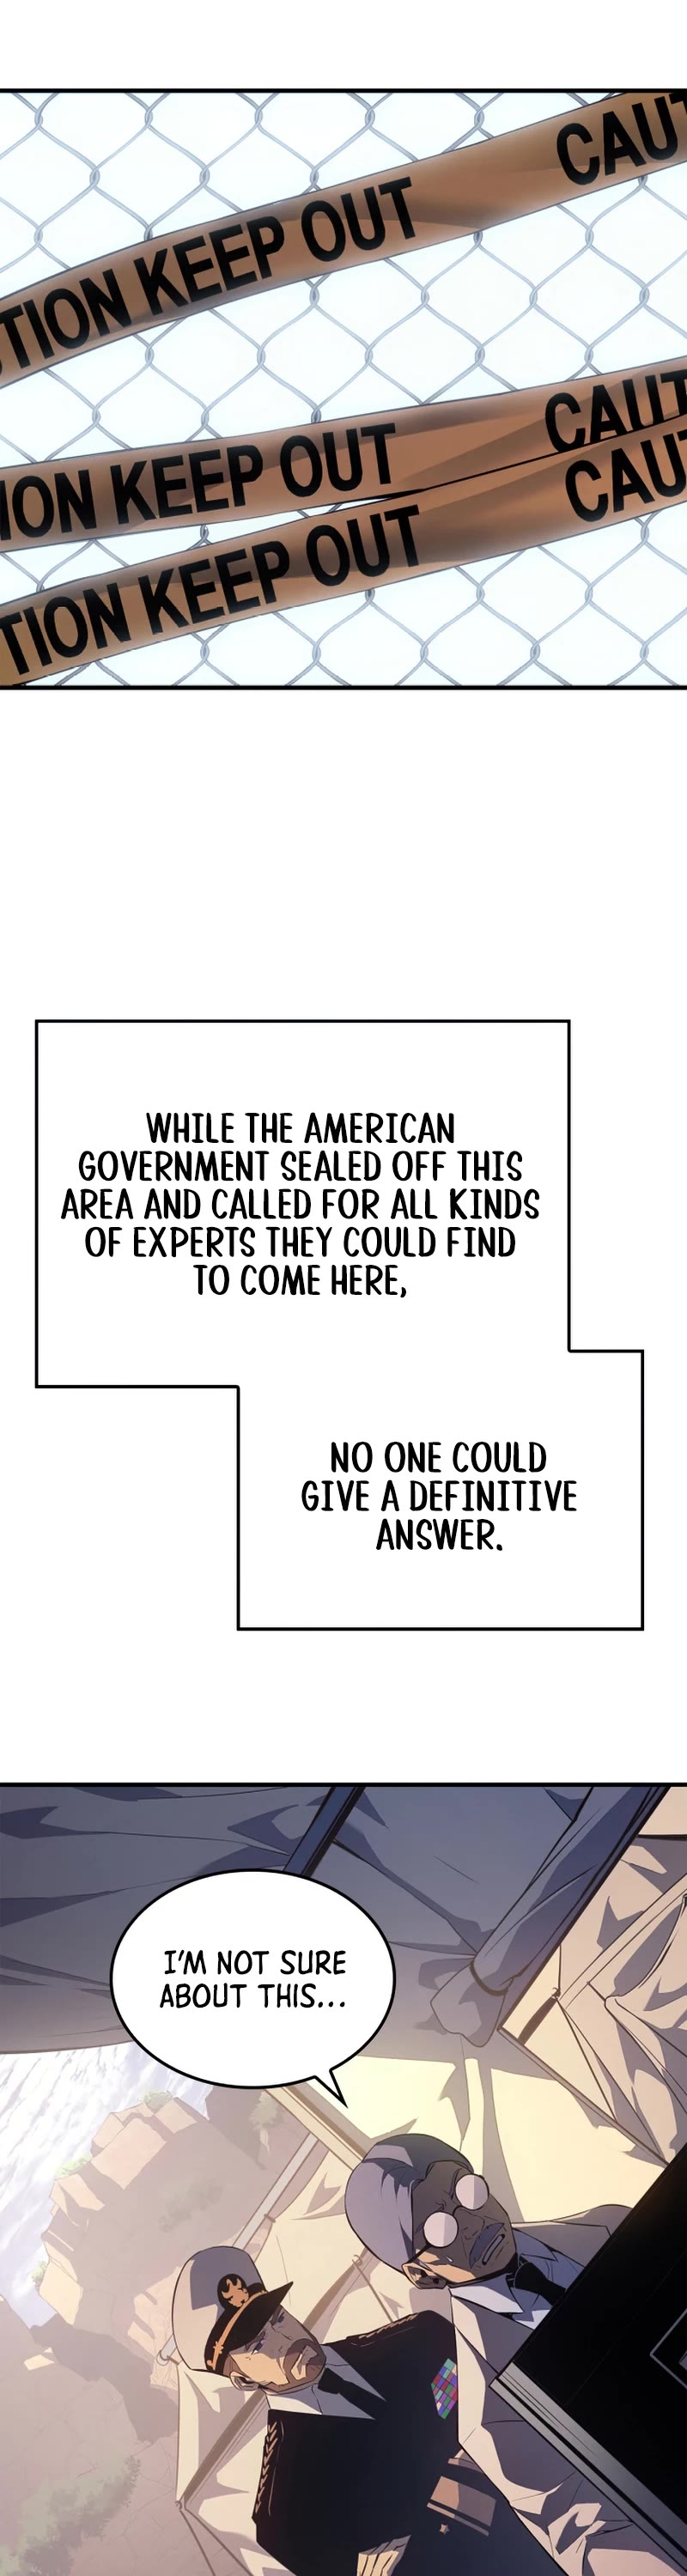 CAUT
TION KEEP OUT
CAUT
ION KEEP OUT
CAUT
TION KEEP OUT
WHILE THE AMERICAN
GOVERNMENT SEALED OFF THIS
AREA AND CALLED FOR ALL KINDS
OF EXPERTS THEY COULD FIND
TO COME HERE,
NO ONE COULD
GIVE A DEFINITIVE
ANSWER.
I'M NOT SURE
ABOUT THIS...